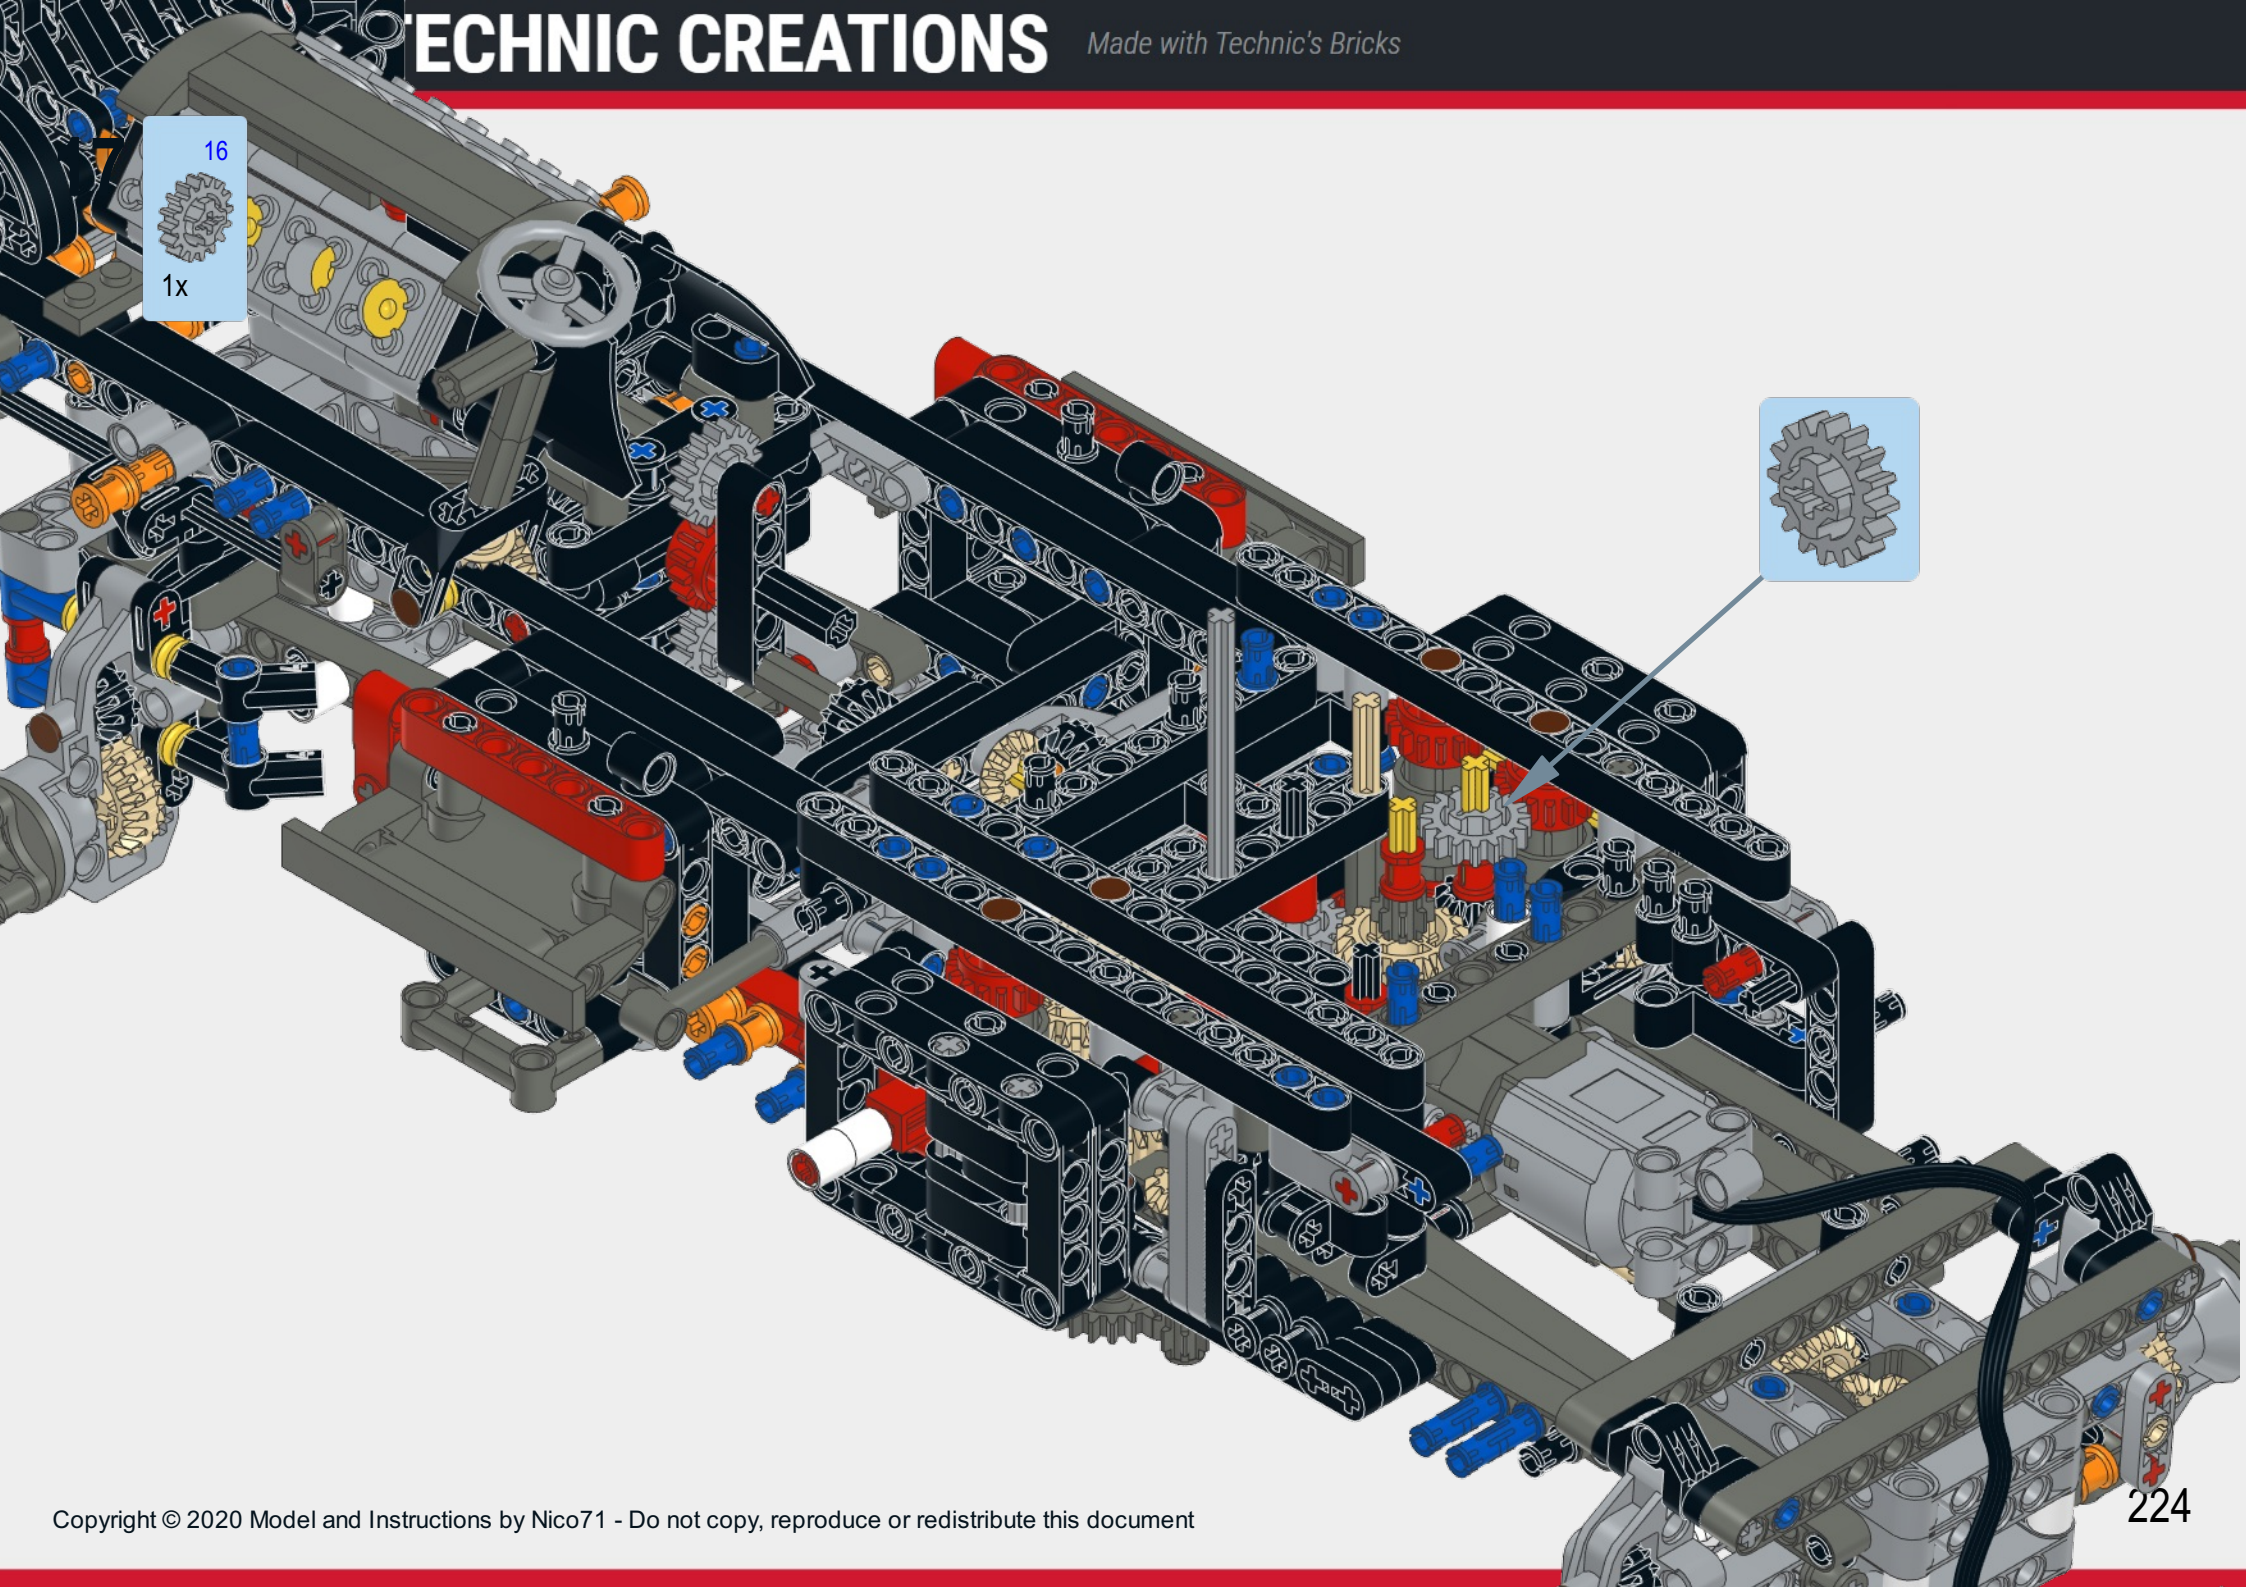 TECHNIC CREATIONS
Made with Technic's Bricks
16
1x
Copyright © 2020 Model and Instructions by Nico71 - Do not copy, reproduce or redistribute this document
224